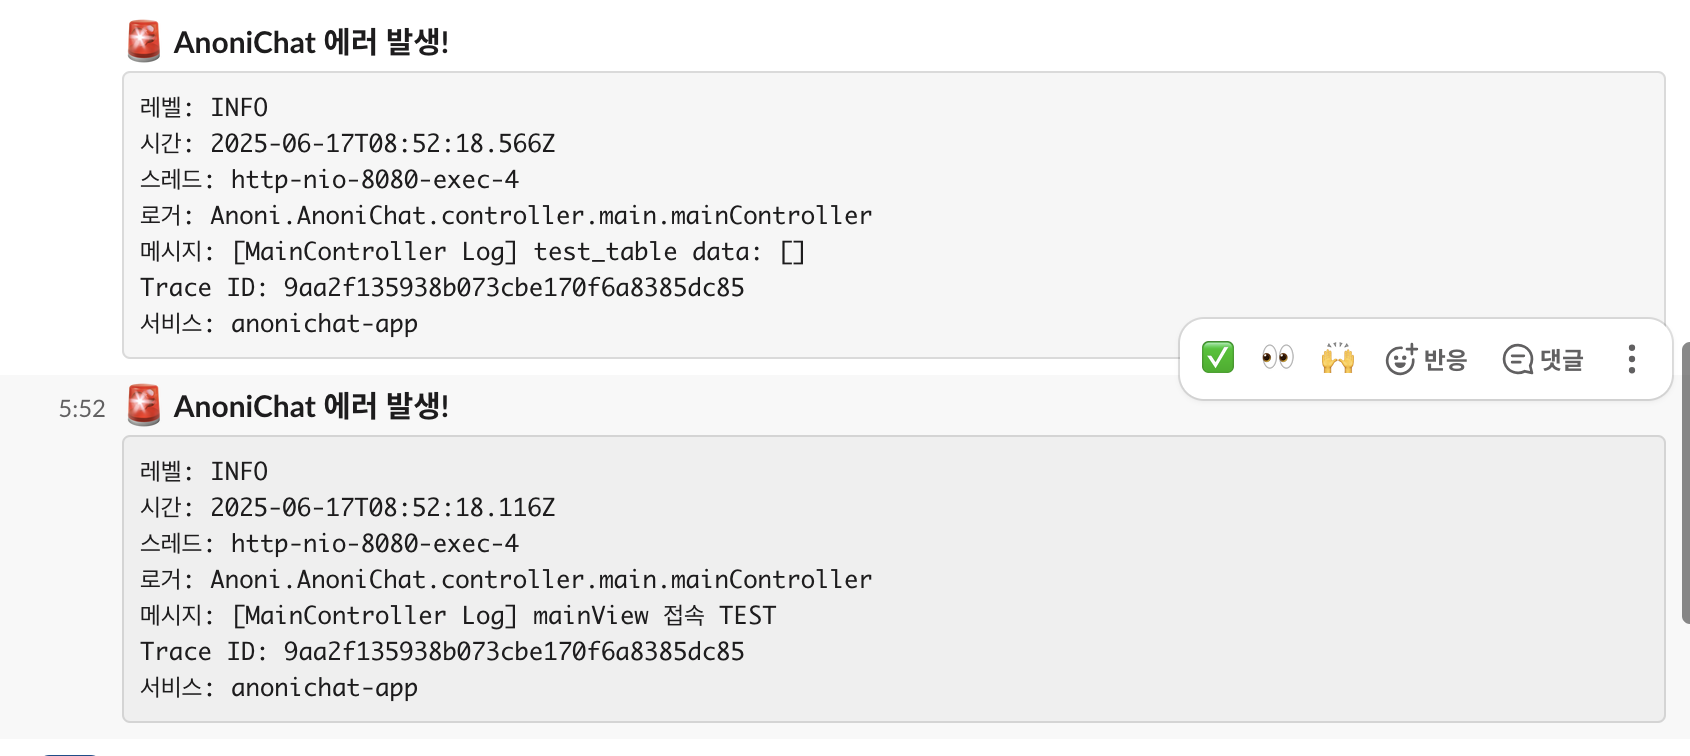 AnoniChat 에러 발생!
레벨: INFO
시간: 2025-06-17T08:52:18.566Z
스레드: http-nio-8080-exec-4
로거: Anoni.AnoniChat.controller.main.mainController
메시지: [MainController Log] test_table data: []
Trace ID: 9aa2f135938b073cbe170f6a8385dc85
서비스: anonichat-app
반응 댓글
5:52 AnoniChat 에러 발생!
레벨: INFO
시간: 2025-06-17T08:52:18.116Z
스레드: http-nio-8080-exec-4
로거: Anoni.AnoniChat.controller.main.mainController
메시지: [MainController Log] mainView 접속 TEST
Trace ID: 9aa2f135938b073cbe170f6a8385dc85
서비스: anonichat-app